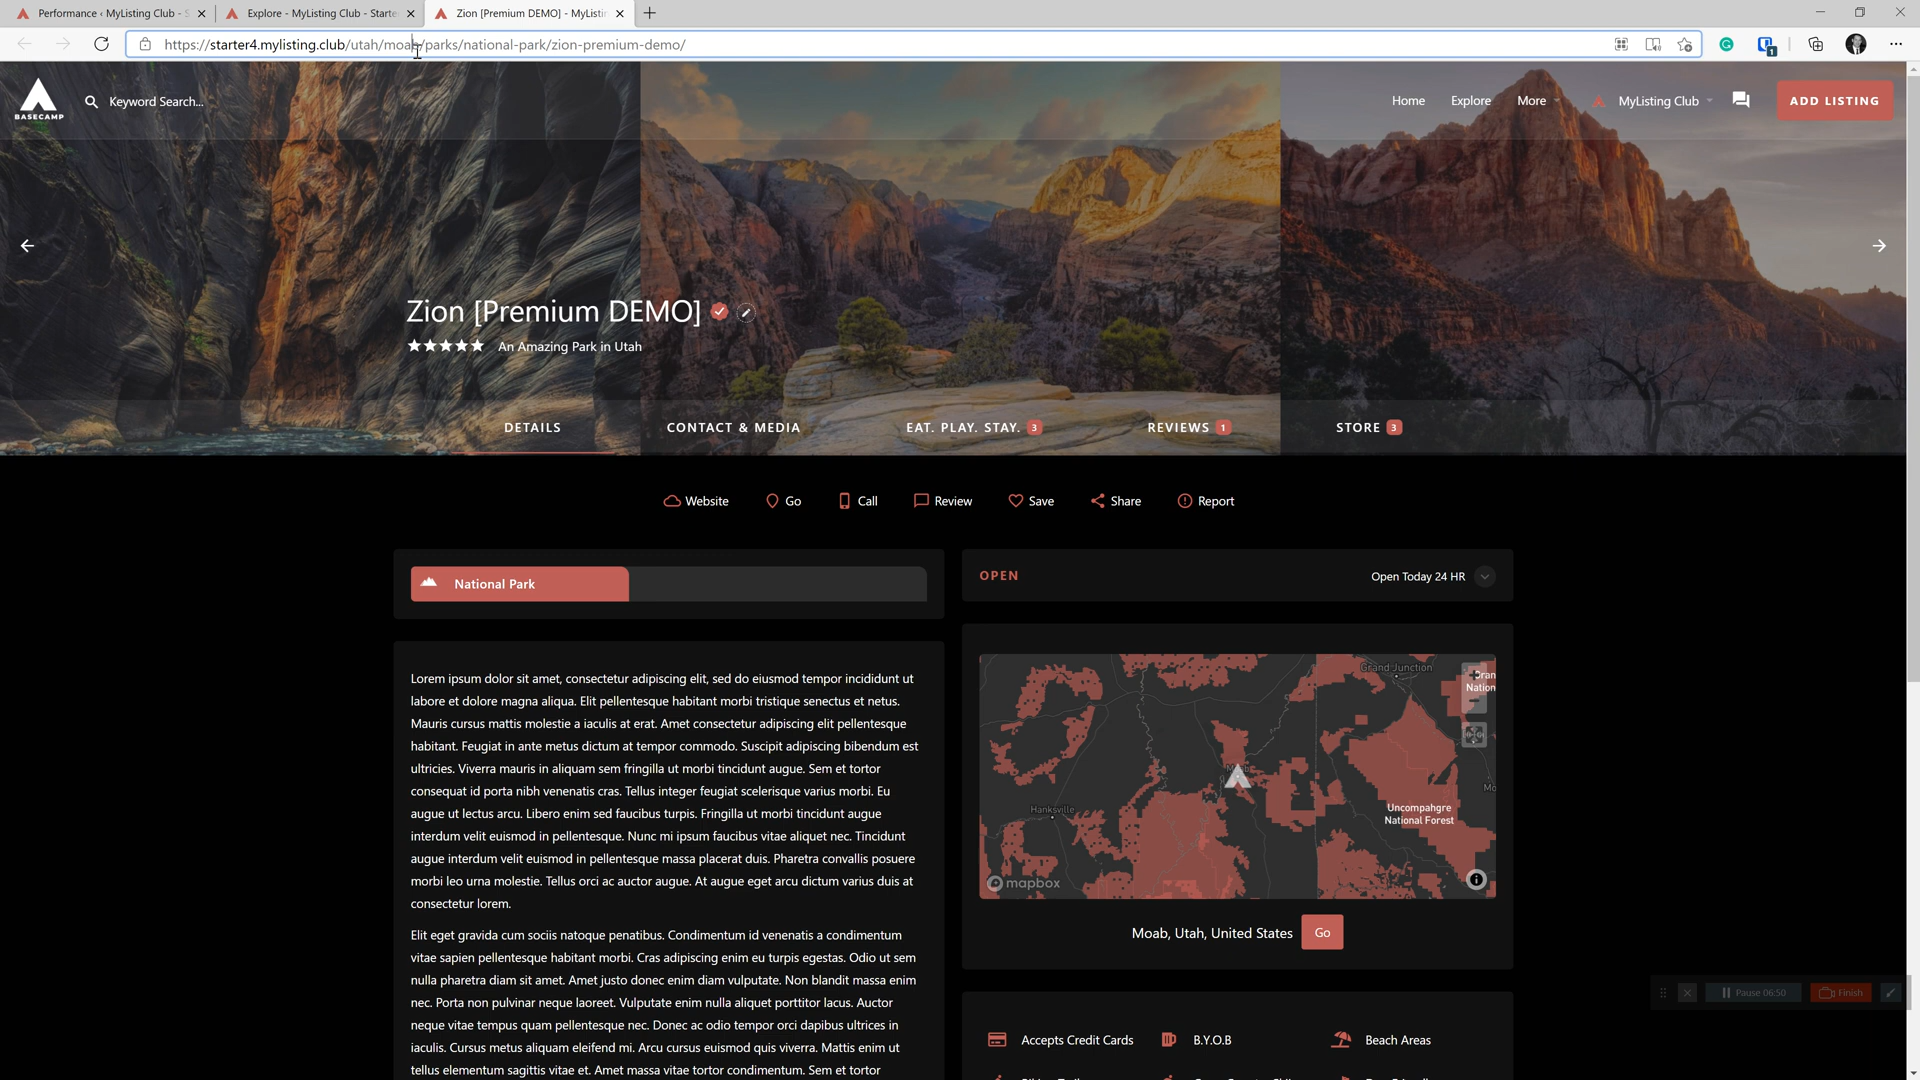 Performance ‹ MyListing Club - S
Explore - MyListing Club - Starte
Zion [Premium DEMO] - MyListin
https://starter4.mylisting.club/utah/moab/parks/national-park/zion-premium-demo/
1
BASECAMP
Keyword Search...
Home
Explore
More
MyListing Club
ADD LISTING
Zion [Premium DEMO]
An Amazing Park in Utah
DETAILS
CONTACT & MEDIA
EAT. PLAY. STAY. 3
REVIEWS 1
STORE 3
Website
Go
Call
Review
Save
Share
Report
National Park
OPEN
Open Today 24 HR
Lorem ipsum dolor sit amet, consectetur adipiscing elit, sed do eiusmod tempor incididunt ut
labore et dolore magna aliqua. Elit pellentesque habitant morbi tristique senectus et netus.
Mauris cursus mattis molestie a iaculis at erat. Amet consectetur adipiscing elit pellentesque
habitant. Feugiat in ante metus dictum at tempor commodo. Suscipit adipiscing bibendum est
ultricies. Viverra mauris in aliquam sem fringilla ut morbi tincidunt augue. Sem et tortor
consequat id porta nibh venenatis cras. Tellus integer feugiat scelerisque varius morbi. Eu
augue ut lectus arcu. Libero enim sed faucibus turpis. Fringilla ut morbi tincidunt augue
interdum velit euismod in pellentesque. Nunc mi ipsum faucibus vitae aliquet nec. Tincidunt
augue interdum velit euismod in pellentesque massa placerat duis. Pharetra convallis posuere
morbi leo urna molestie. Tellus orci ac auctor augue. At augue eget arcu dictum varius duis at
consectetur lorem.
Elit eget gravida cum sociis natoque penatibus. Condimentum id venenatis a condimentum
vitae sapien pellentesque habitant morbi. Cras adipiscing enim eu turpis egestas. Odio ut sem
nulla pharetra diam sit amet. Amet justo donec enim diam vulputate. Non blandit massa enim
nec. Porta non pulvinar neque laoreet. Vulputate enim nulla aliquet porttitor lacus. Auctor
neque vitae tempus quam pellentesque nec. Donec ac odio tempor orci dapibus ultrices in
iaculis. Cursus metus aliquam eleifend mi. Arcu cursus euismod quis viverra. Mattis enim ut
tellus elementum sagittis vitae et. Amet massa vitae tortor condimentum. Sem et tortor
Grand Junction
Gran
Nation
Hanksville
Uncompahgre
National Forest
mapbox
Moab, Utah, United States
Go
Pause 06:50
Finish
Accepts Credit Cards
B.Y.O.B
Beach Areas